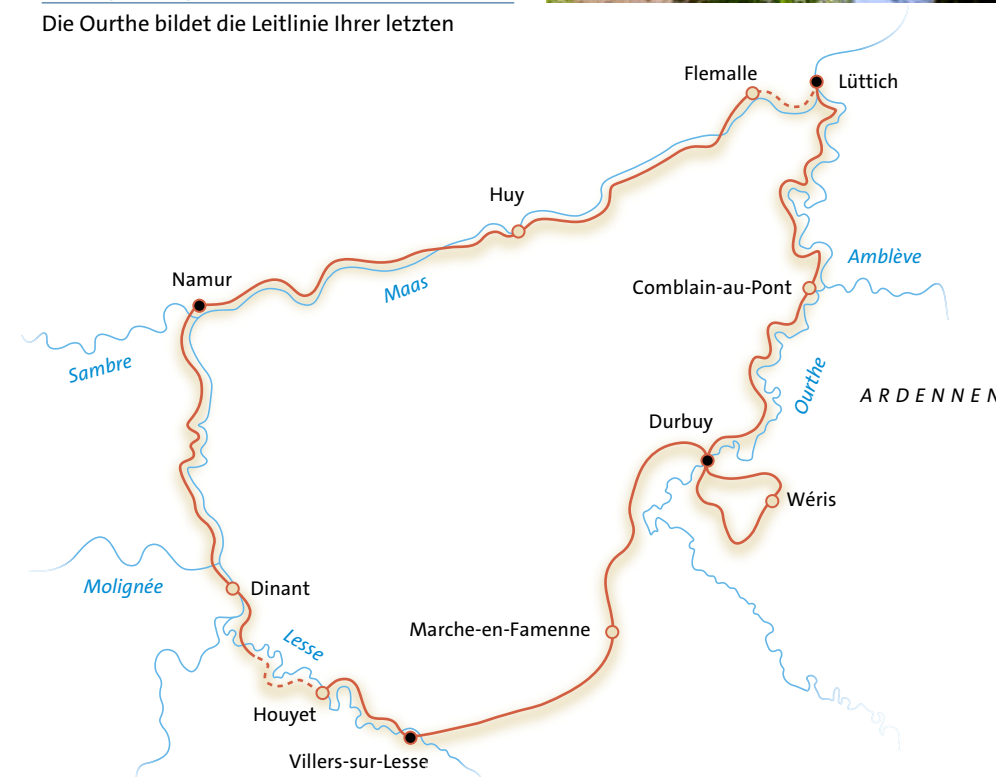 Die Ourthe bildet die Leitlinie Ihrer letzten
Flemalle
Lüttich
Huy
Amblève
Namur
Maas
Comblain-au-Pont
Sambre
Ourthe
ARDENNEN
Durbuy
Wéris
Molignée
Dinant
Lesse
Marche-en-Famenne
Houyet
Villers-sur-Lesse